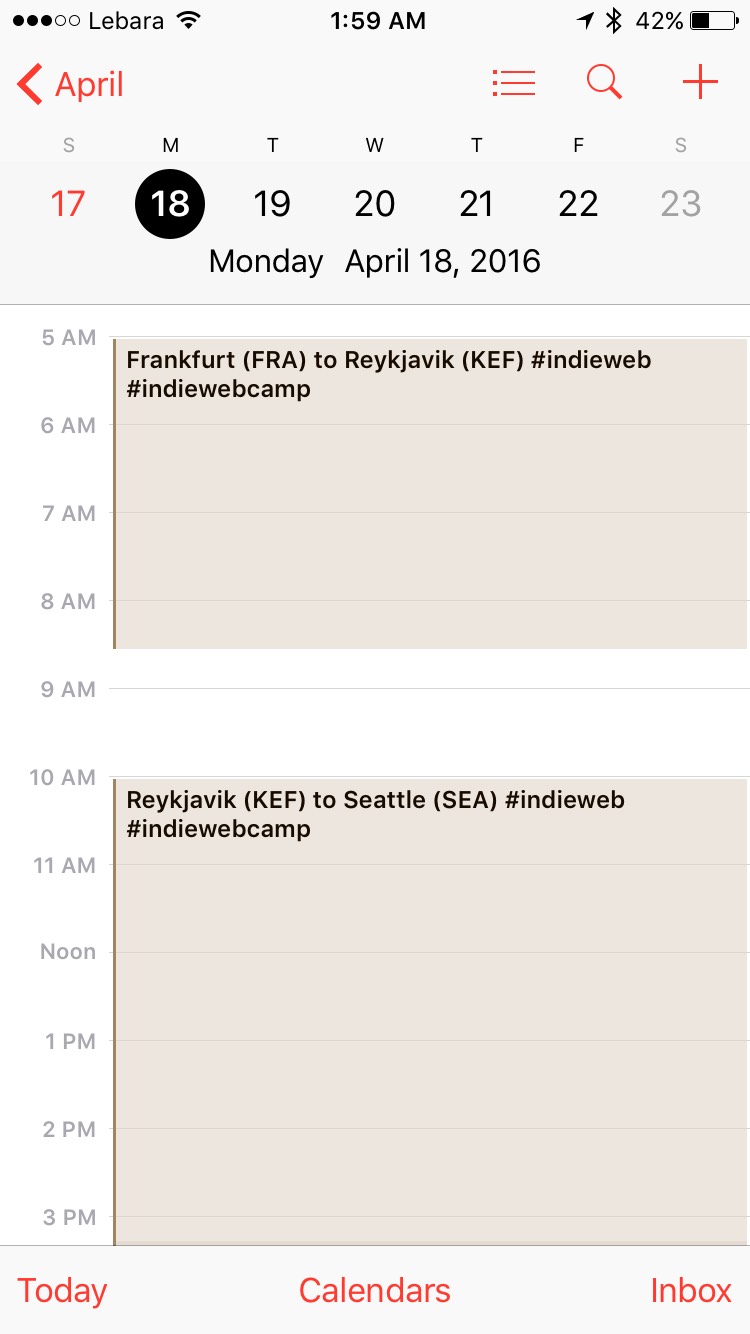 Lebara 1:59 AM 42%
April
S M T W T F S
17 18 19 20 21 22 23
Monday April 18, 2016
5 AM
Frankfurt (FRA) to Reykjavik (KEF) #indieweb
#indiewebcamp
6 AM
7 AM
8 AM
9 AM
10 AM
Reykjavik (KEF) to Seattle (SEA) #indieweb
#indiewebcamp
11 AM
Noon
1 PM
2 PM
3 PM
Today Calendars Inbox